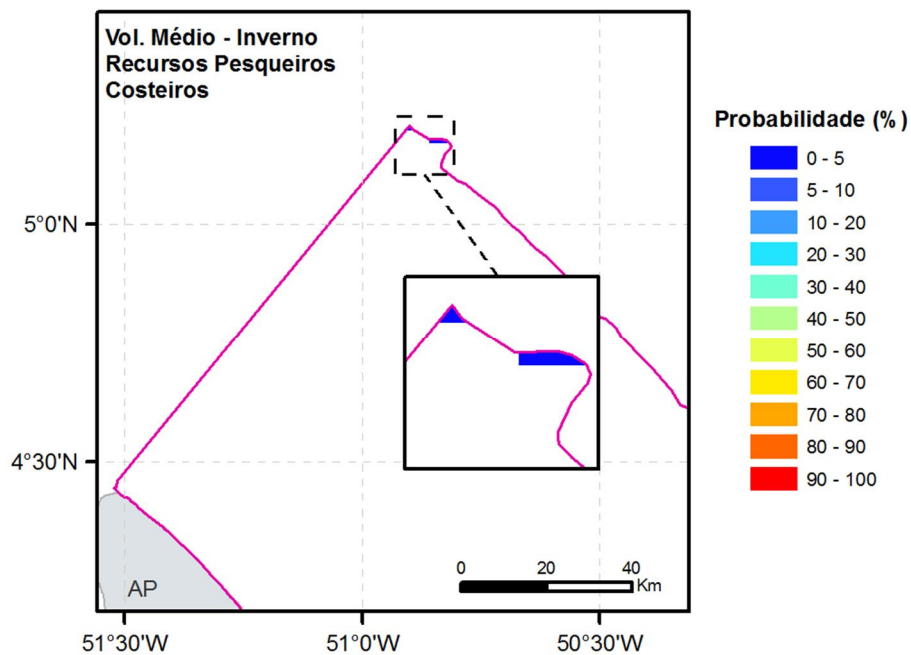 Vol. Médio - Inverno
Recursos Pesqueiros
Costeiros
Probabilidade (%)
0 - 5
5 - 10
10 - 20
20 - 30
30 - 40
40 - 50
50 - 60
60 - 70
70 - 80
80 - 90
90 - 100
5°0'N
4°30'N
AP
0 20 40
Km
51°30'W 51°0'W 50°30'W